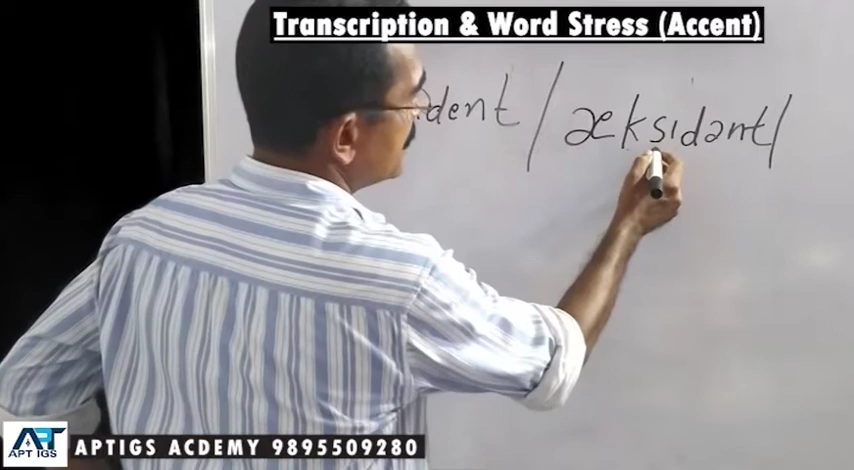 Transcription & Word Stress (Accent)
dent /æksidənt/
APT IGS
APTIGS ACDEMY 9895509280